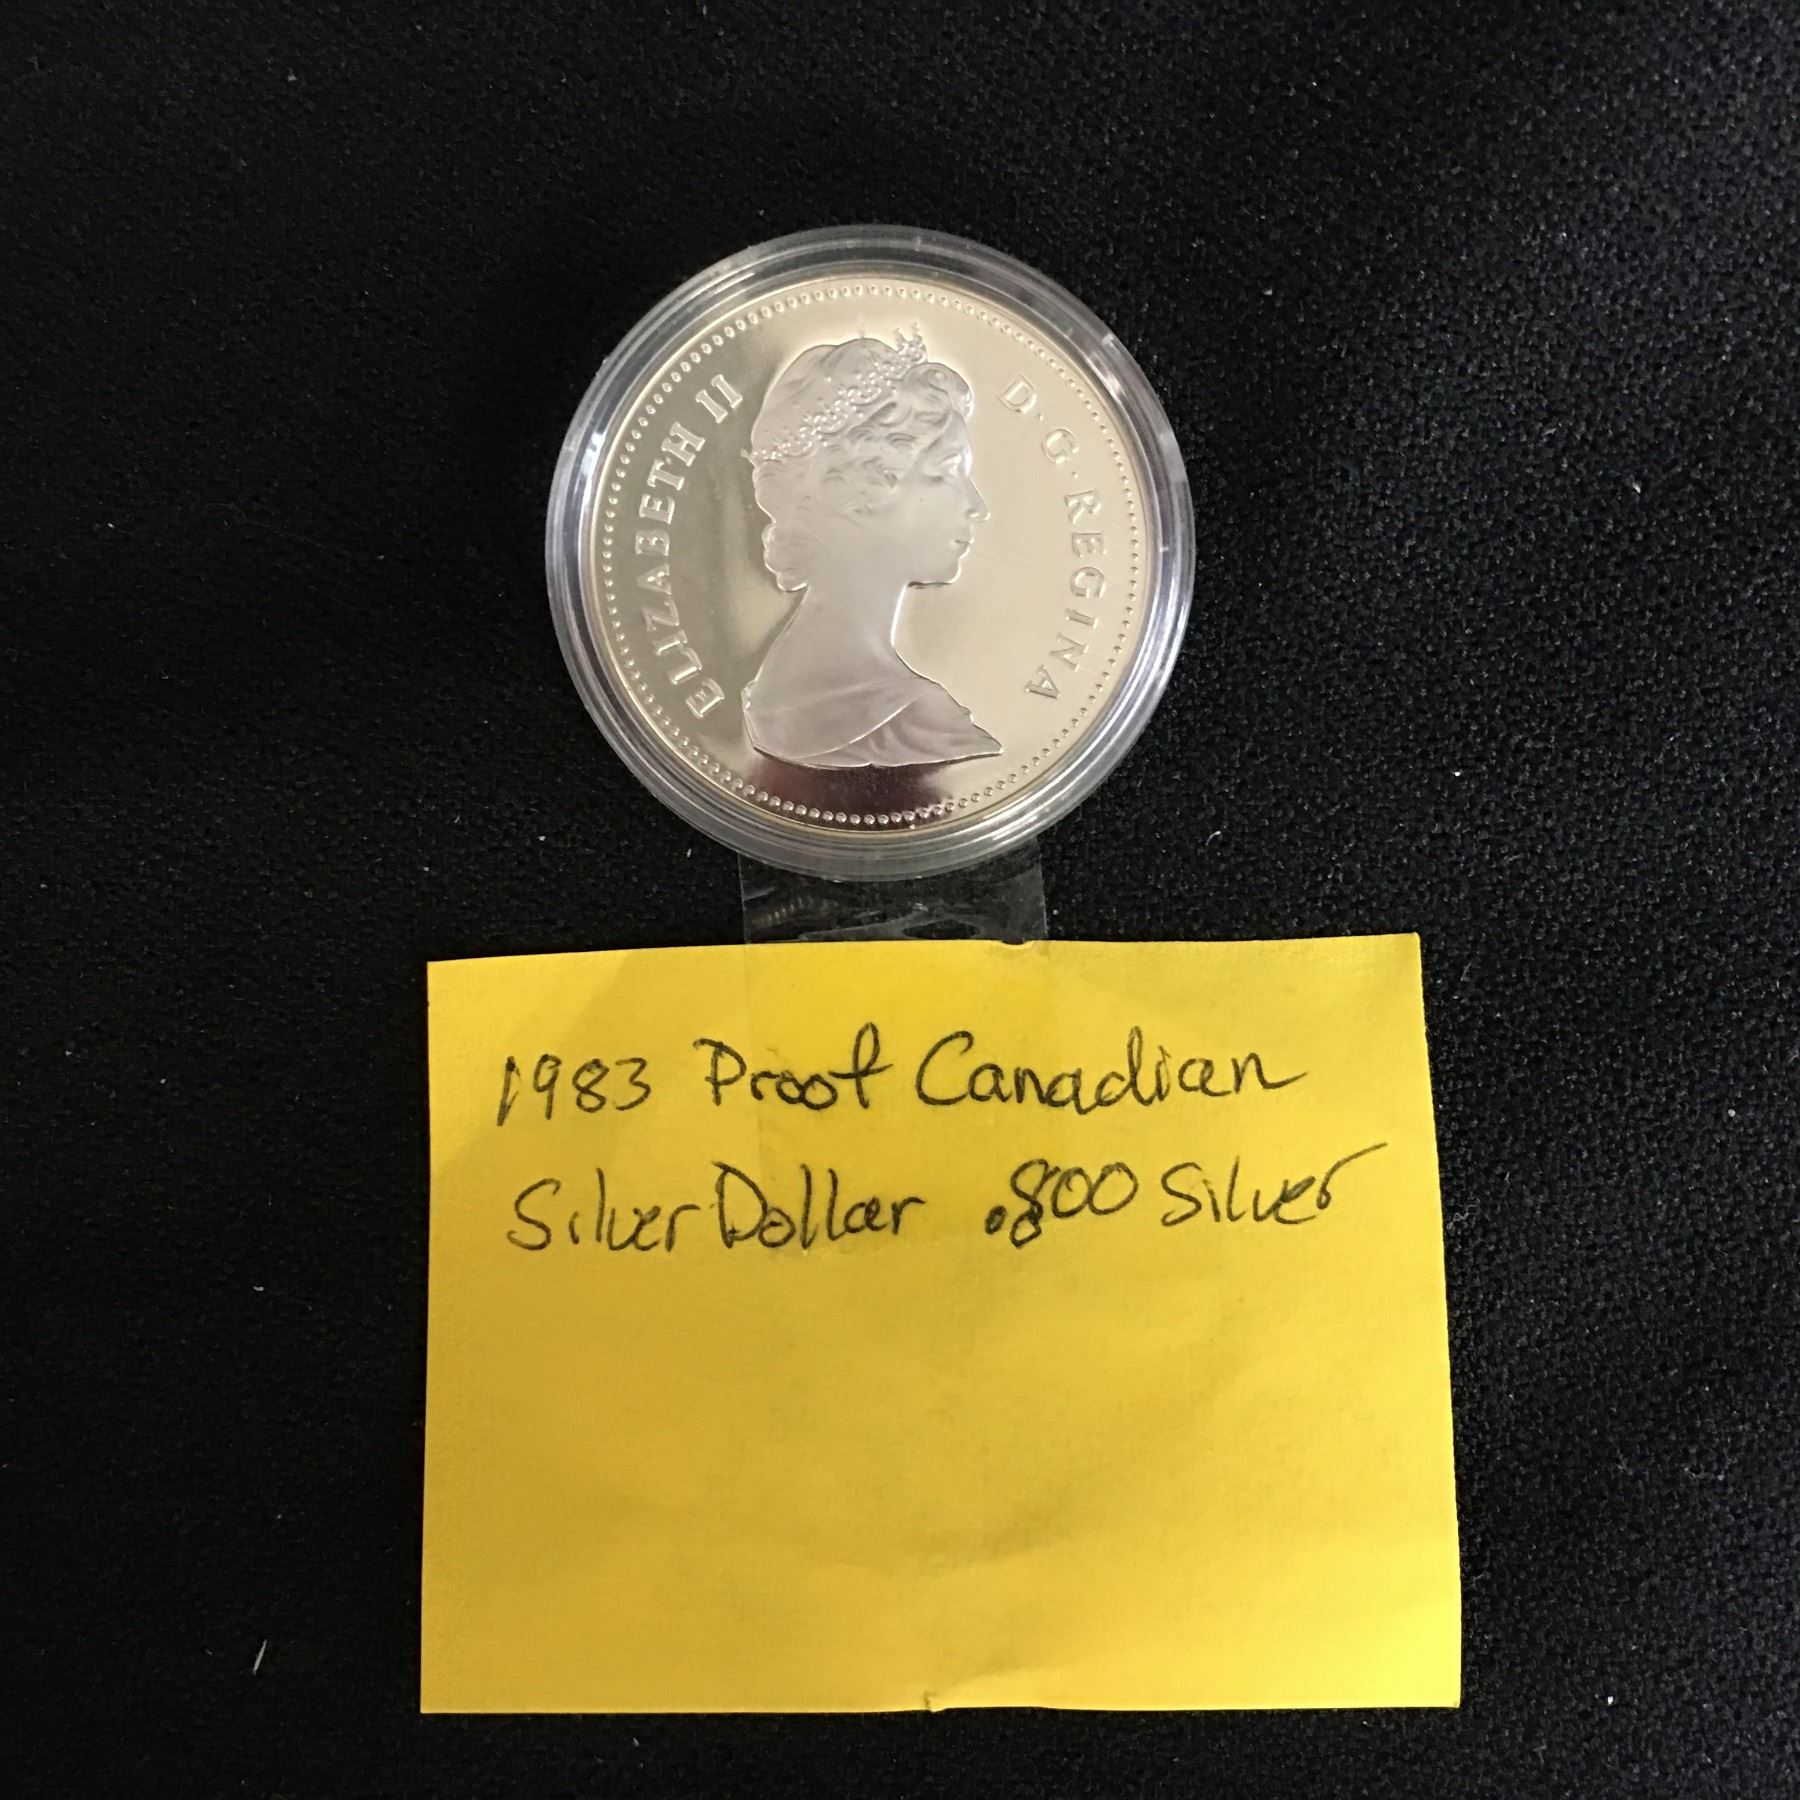 ELIZABETH II D·G·REGINA
1983 Proof Canadian
Silver Dollar .800 Silver